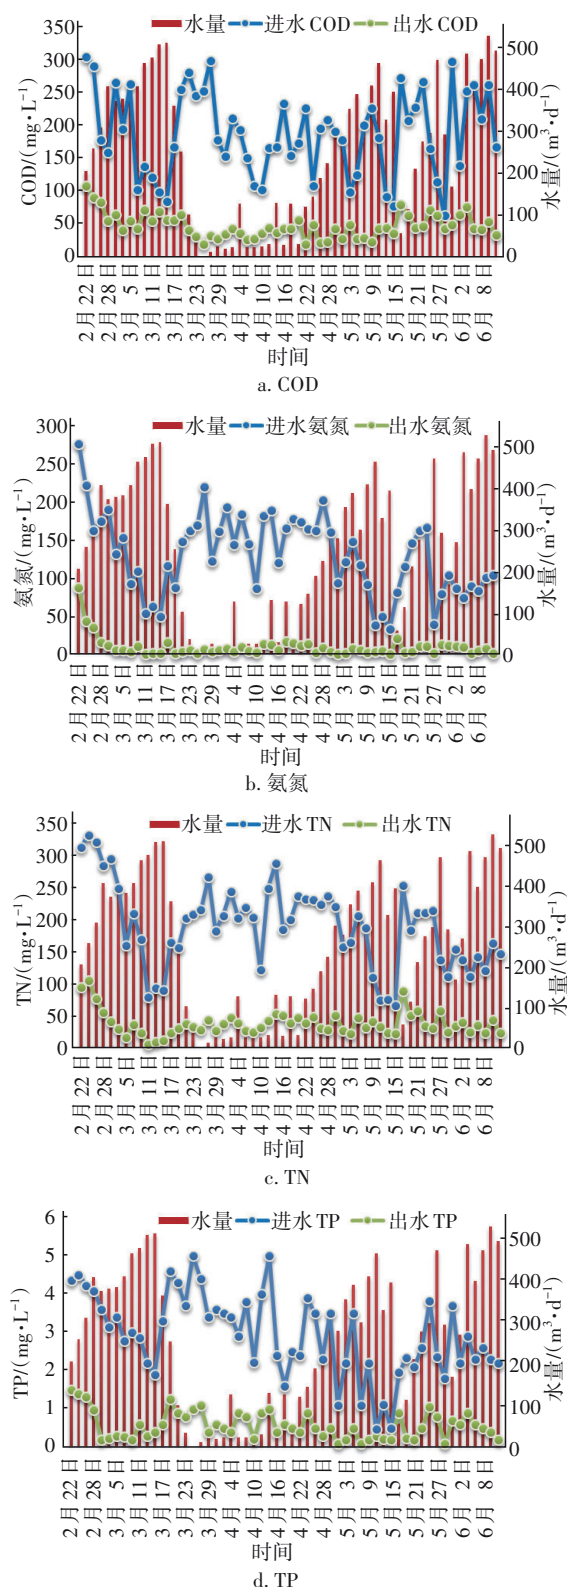 水量 进水COD 出水COD
COD/(mg·L⁻¹)
350
300
250
200
150
100
50
0
500
400
300
200
100
0
水量/(m³·d⁻¹)
2月22日
2月28日
3月5日
3月11日
3月17日
3月23日
3月29日
4月4日
4月10日
4月16日
4月22日
4月28日
5月3日
5月9日
5月15日
5月21日
5月27日
6月2日
6月8日
时间
a. COD
水量 进水氨氮 出水氨氮
氨氮/(mg·L⁻¹)
300
250
200
150
100
50
0
500
400
300
200
100
0
水量/(m³·d⁻¹)
2月22日
2月28日
3月5日
3月11日
3月17日
3月23日
3月29日
4月4日
4月10日
4月16日
4月22日
4月28日
5月3日
5月9日
5月15日
5月21日
5月27日
6月2日
6月8日
时间
b. 氨氮
水量 进水TN 出水TN
TN/(mg·L⁻¹)
350
300
250
200
150
100
50
0
500
400
300
200
100
0
水量/(m³·d⁻¹)
2月22日
2月28日
3月5日
3月11日
3月17日
3月23日
3月29日
4月4日
4月10日
4月16日
4月22日
4月28日
5月3日
5月9日
5月15日
5月21日
5月27日
6月2日
6月8日
时间
c. TN
水量 进水TP 出水TP
TP/(mg·L⁻¹)
6
5
4
3
2
1
0
500
400
300
200
100
0
水量/(m³·d⁻¹)
2月22日
2月28日
3月5日
3月11日
3月17日
3月23日
3月29日
4月4日
4月10日
4月16日
4月22日
4月28日
5月3日
5月9日
5月15日
5月21日
5月27日
6月2日
6月8日
时间
d. TP